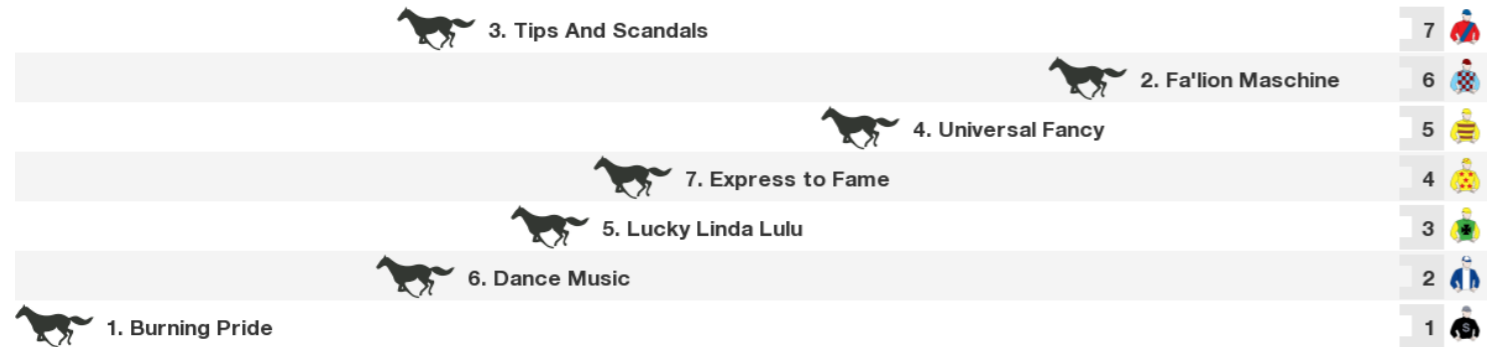 3. Tips And Scandals 7
2. Fa'lion Maschine 6
4. Universal Fancy 5
7. Express to Fame 4
5. Lucky Linda Lulu 3
6. Dance Music 2
1. Burning Pride 1 S